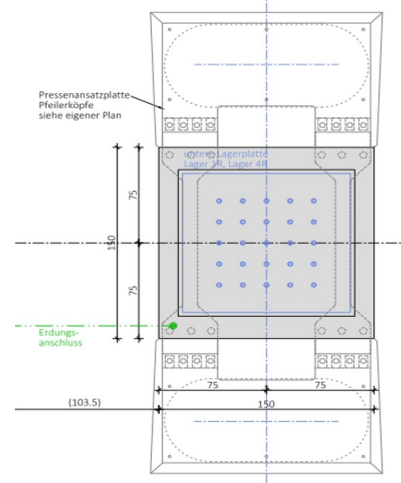 Pressenansatzplatte
Pfeilerköpfe
siehe eigener Plan
untere Lagerplatte
Lager 1R, Lager 4R
75
150
75
Erdungs-
anschluss
75 75
(103.5) 150